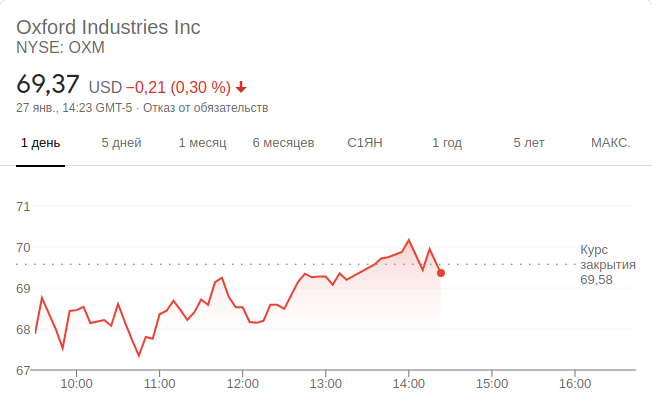 Oxford Industries Inc
NYSE: OXM
69,37 USD −0,21 (0,30 %)
27 янв., 14:23 GMT-5 · Отказ от обязательств
1 день 5 дней 1 месяц 6 месяцев С1ЯН 1 год 5 лет МАКС.
71
70
Курс
закрытия
69,58
69
68
67
10:00 11:00 12:00 13:00 14:00 15:00 16:00